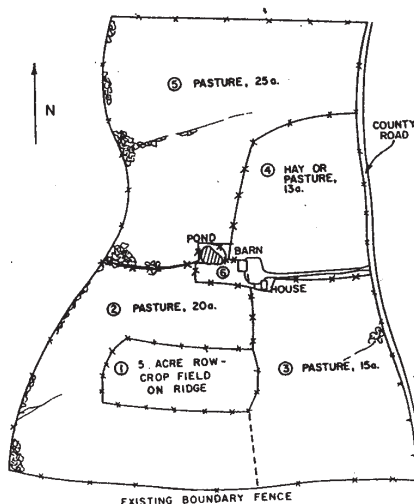 ⑤ PASTURE, 25a.
N
COUNTY
ROAD
④ HAY OR
PASTURE,
13a.
POND
BARN
⑥
HOUSE
② PASTURE, 20a.
① 5 ACRE ROW-
CROP FIELD
ON RIDGE
③ PASTURE, 15a.
EXISTING BOUNDARY FENCE